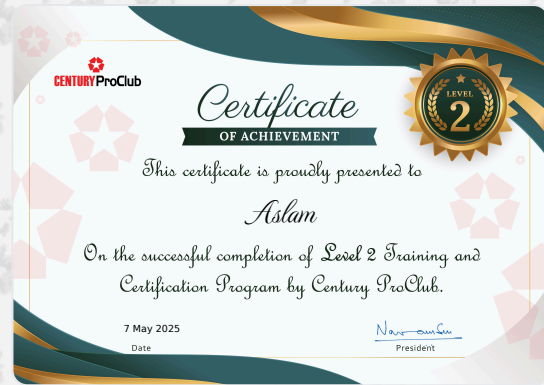 CENTURY ProClub
Certificate
OF ACHIEVEMENT
LEVEL
2
This certificate is proudly presented to
Aslam
On the successful completion of Level 2 Training and
Certification Program by Century ProClub.
7 May 2025
Date
President